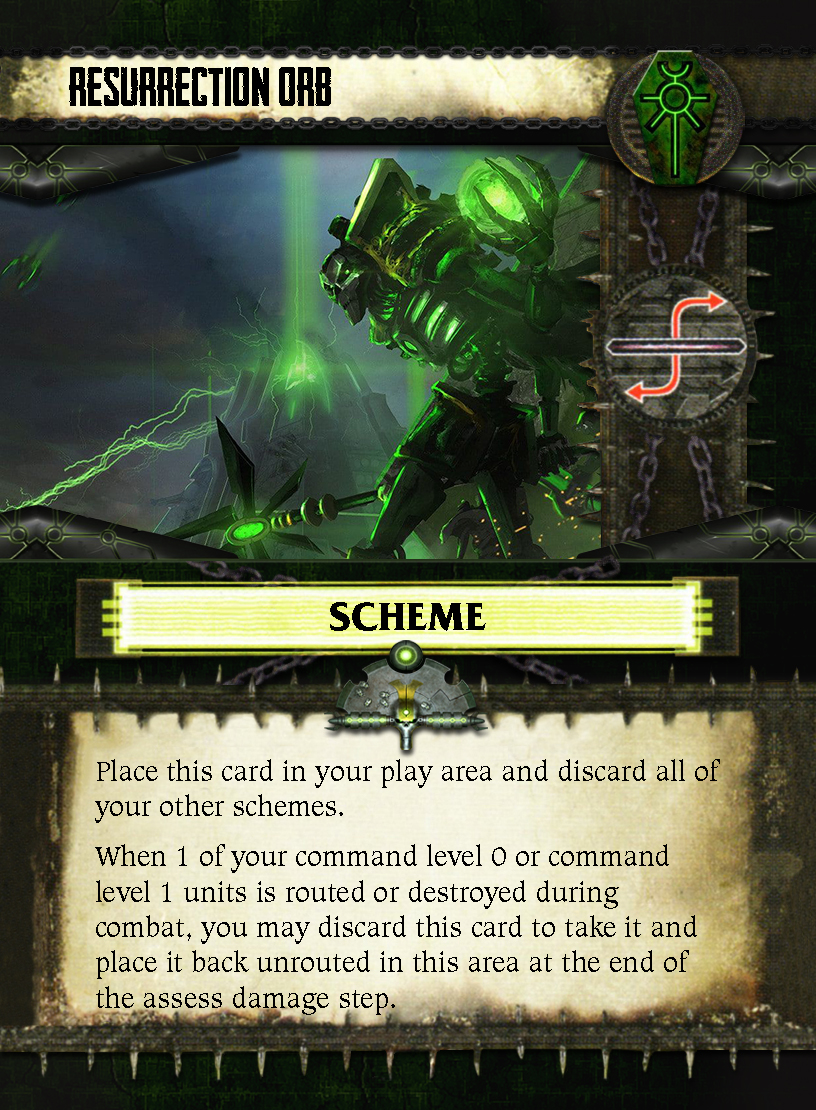 RESURRECTION ORB
SCHEME
Place this card in your play area and discard all of
your other schemes.
When 1 of your command level 0 or command
level 1 units is routed or destroyed during
combat, you may discard this card to take it and
place it back unrouted in this area at the end of
the assess damage step.